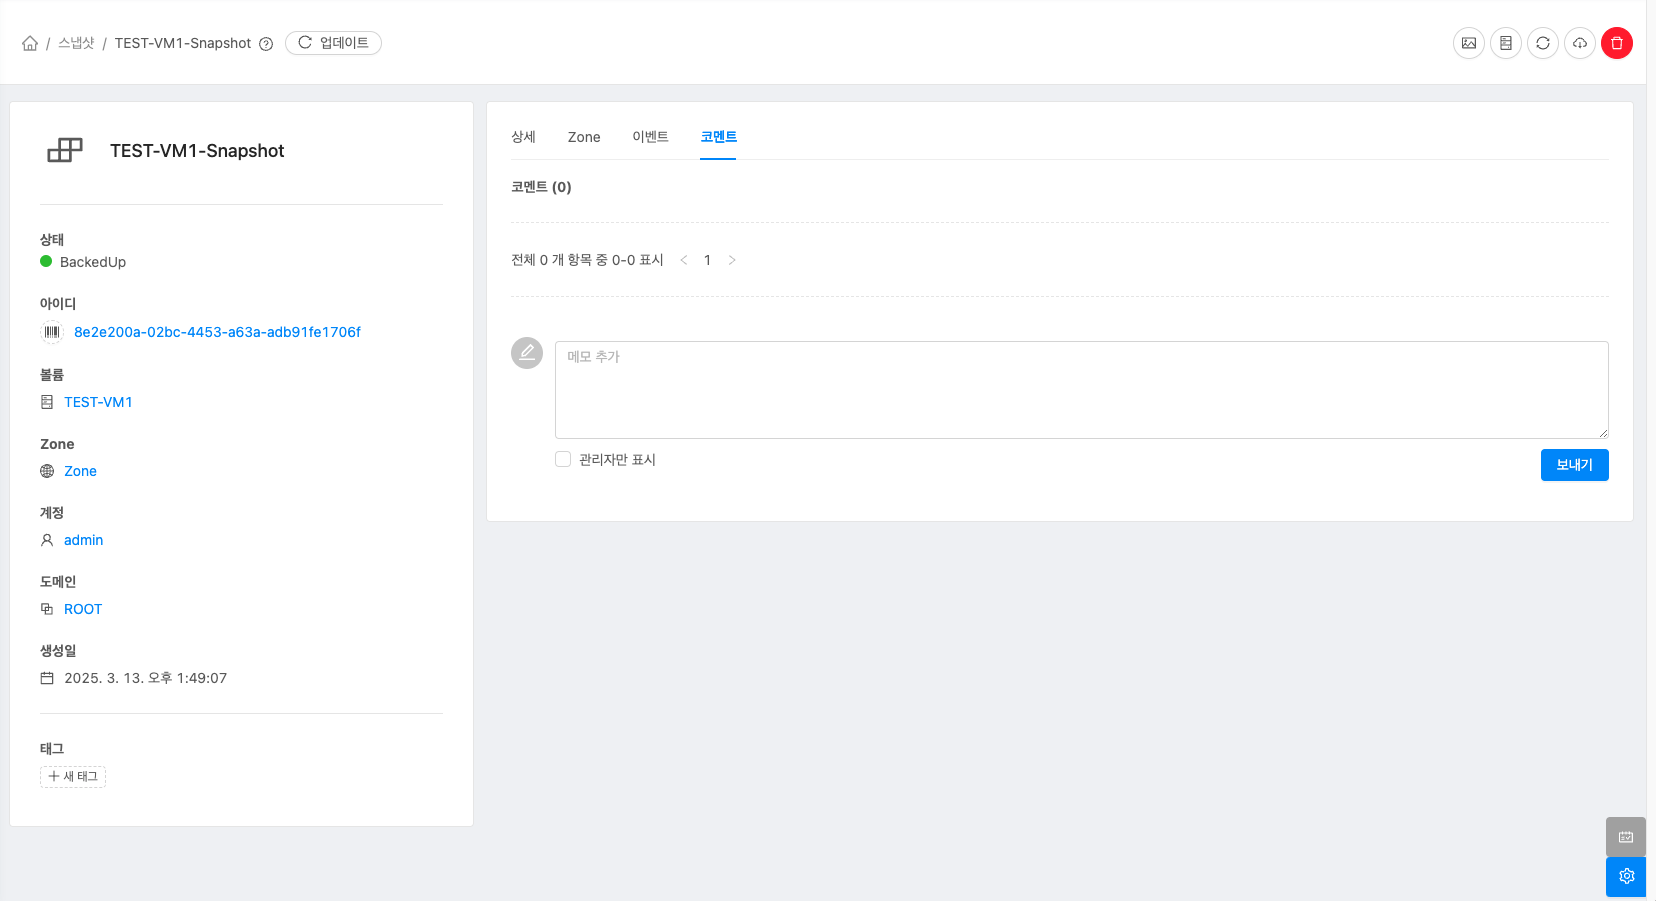 / 스냅샷 / TEST-VM1-Snapshot 업데이트
TEST-VM1-Snapshot
상태
BackedUp
아이디
8e2e200a-02bc-4453-a63a-adb91fe1706f
볼륨
TEST-VM1
Zone
Zone
계정
admin
도메인
ROOT
생성일
2025. 3. 13. 오후 1:49:07
태그
새 태그
상세 Zone 이벤트 코멘트
코멘트 (0)
전체 0 개 항목 중 0-0 표시 < 1 >
메모 추가
관리자만 표시
보내기